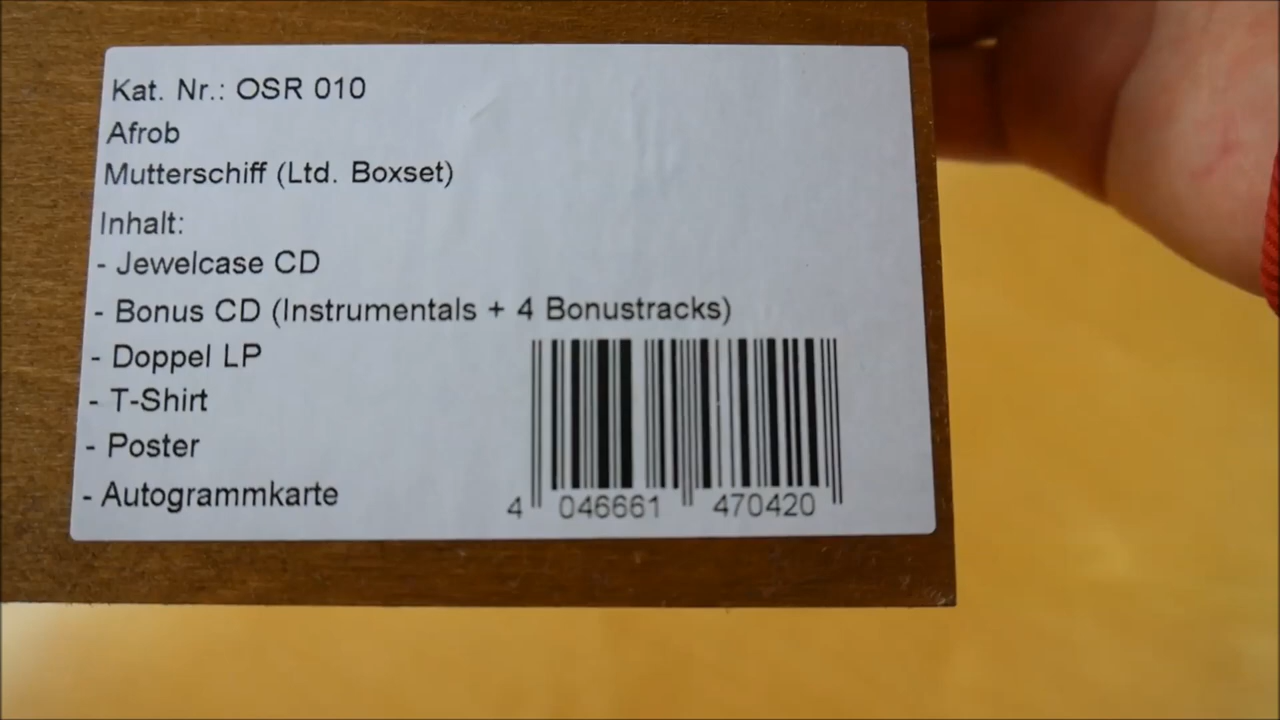 Kat. Nr.: OSR 010
Afrob
Mutterschiff (Ltd. Boxset)
Inhalt:
- Jewelcase CD
- Bonus CD (Instrumentals + 4 Bonustracks)
- Doppel LP
- T-Shirt
- Poster
- Autogrammkarte
4 046661 470420